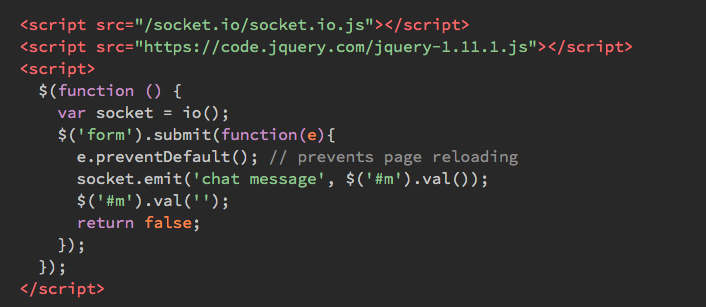 <script src="/socket.io/socket.io.js"></script>
<script src="https://code.jquery.com/jquery-1.11.1.js"></script>
<script>
  $(function () {
    var socket = io();
    $('form').submit(function(e){
      e.preventDefault(); // prevents page reloading
      socket.emit('chat message', $('#m').val());
      $('#m').val('');
      return false;
    });
  });
</script>